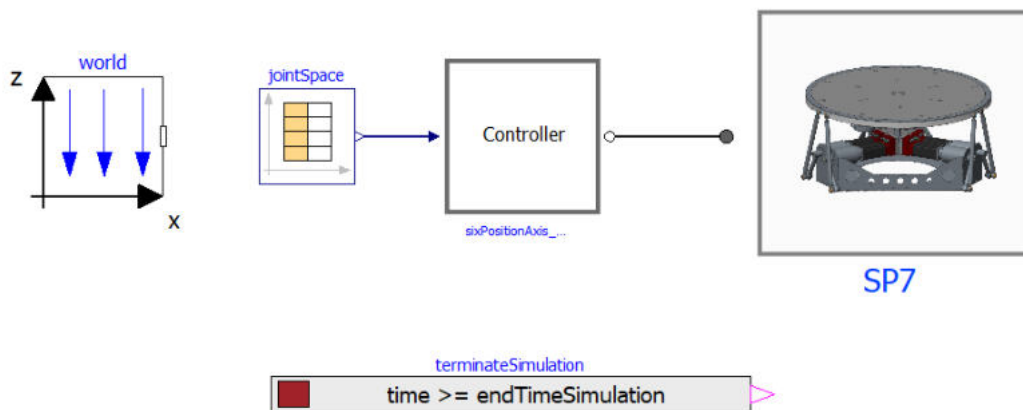 z
world
x
jointSpace
Controller
sixPositionAxis_...
SP7
terminateSimulation
time >= endTimeSimulation